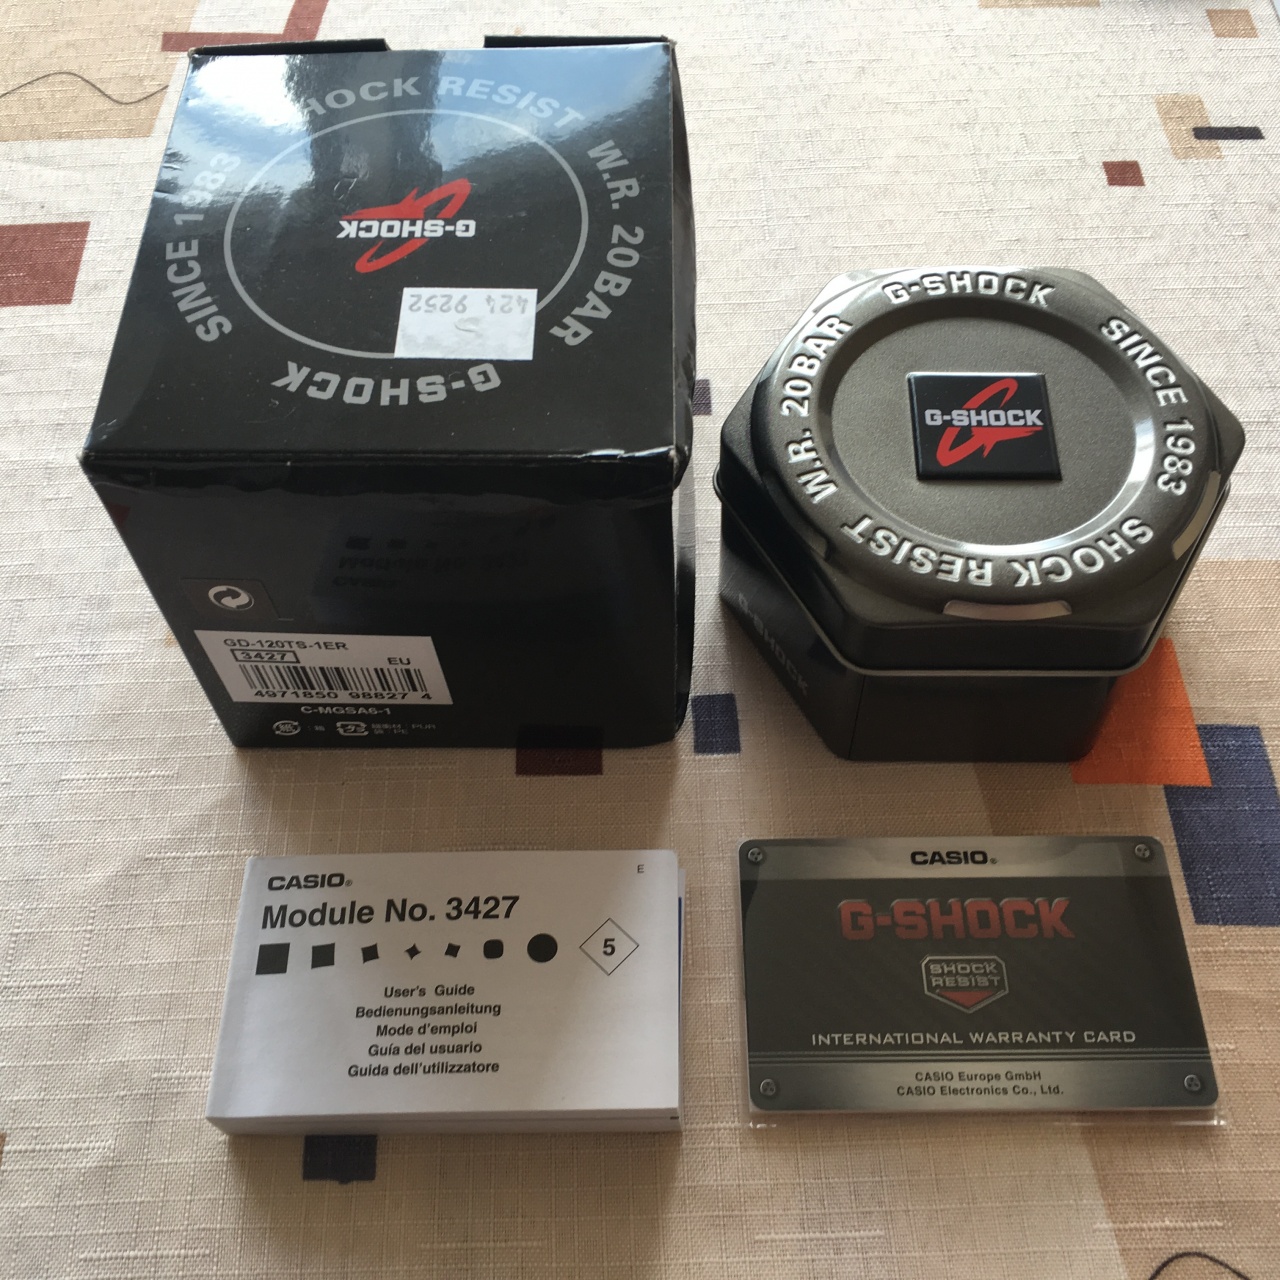 SHOCK RESIST
W.R. 20BAR
G-SHOCK
SINCE 1983
G-SHOCK
424 9252
GD-120TS-1ER
3427
EU
4971850 98827 4
C-MGSA6-1
G-SHOCK
SINCE 1983
SHOCK RESIST
W.R. 20BAR
G-SHOCK
G-SHOCK
CASIO®
E
Module No. 3427
5
User's Guide
Bedienungsanleitung
Mode d'emploi
Guía del usuario
Guida dell'utilizzatore
CASIO®
G-SHOCK
SHOCK
RESIST
INTERNATIONAL WARRANTY CARD
CASIO Europe GmbH
CASIO Electronics Co., Ltd.